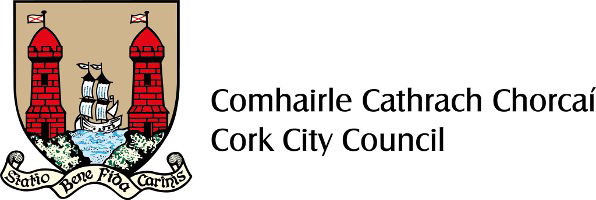 Comhairle Cathrach Chorcaí
Cork City Council
Statio Bene Fida Carinis